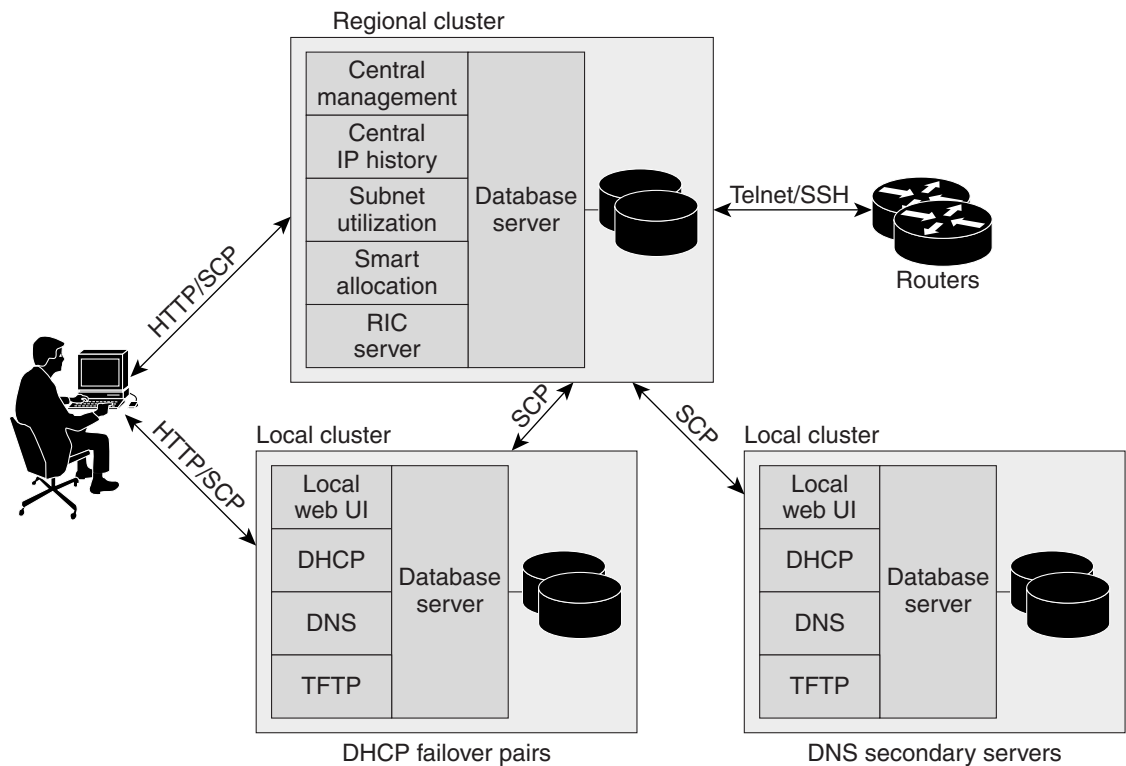 Regional cluster
Central
management
Central
IP history
Subnet
utilization
Smart
allocation
RIC
server
Database
server
Telnet/SSH
Routers
HTTP/SCP
HTTP/SCP
SCP
SCP
Local cluster
Local
web UI
DHCP
DNS
TFTP
Database
server
DHCP failover pairs
Local cluster
Local
web UI
DHCP
DNS
TFTP
Database
server
DNS secondary servers